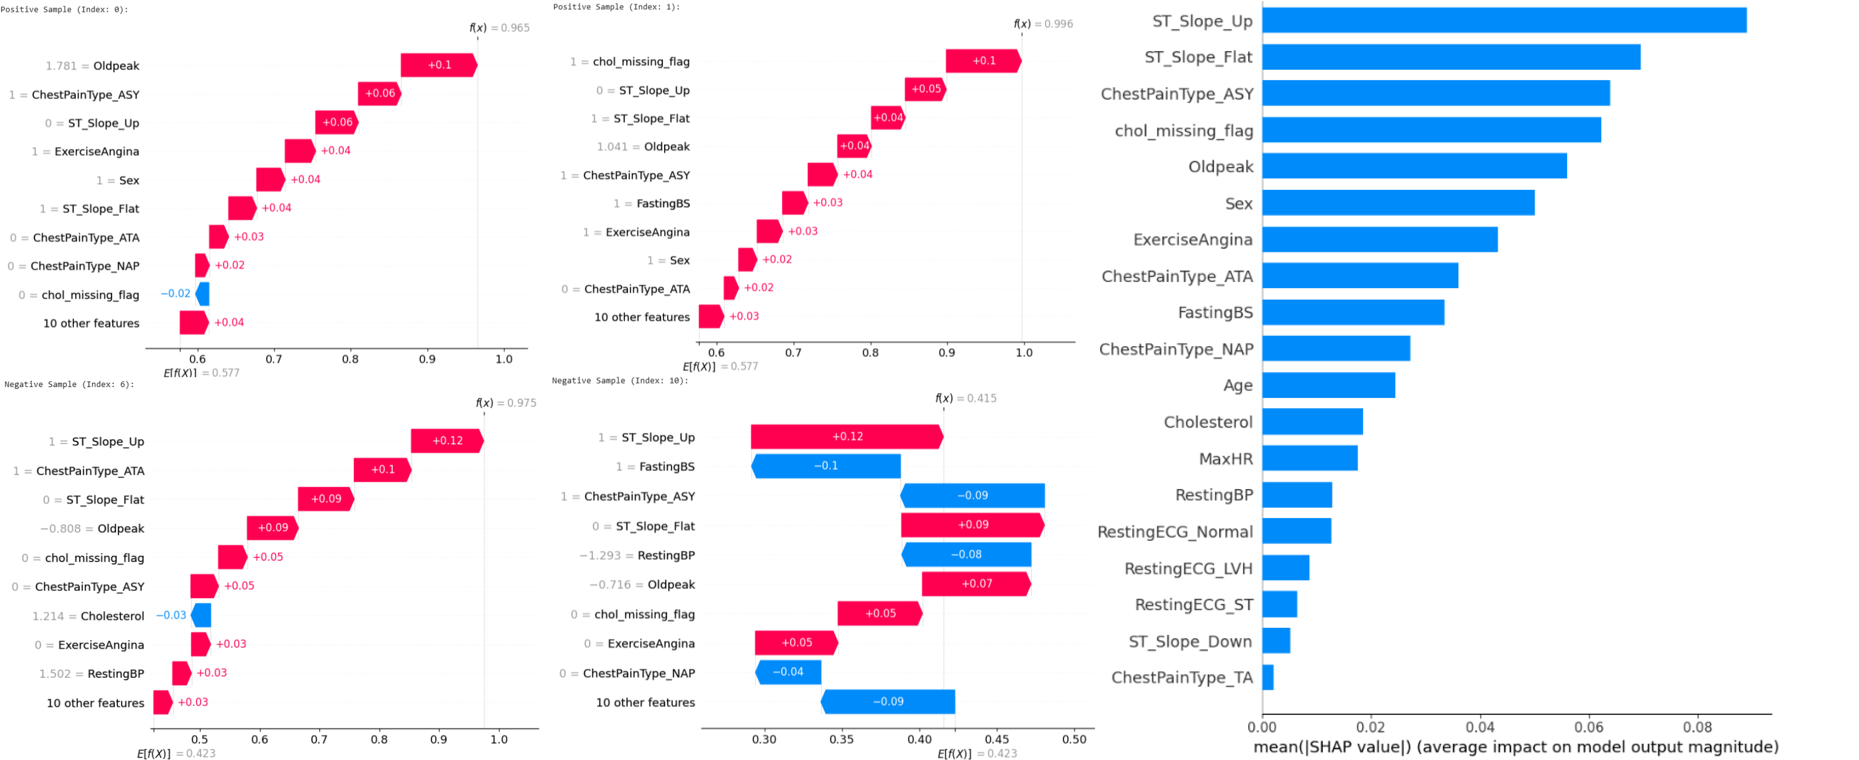 Positive Sample (Index: 0):
f(x) = 0.965
1.781 = Oldpeak +0.1
1 = ChestPainType_ASY +0.06
0 = ST_Slope_Up +0.06
1 = ExerciseAngina +0.04
1 = Sex +0.04
1 = ST_Slope_Flat +0.04
0 = ChestPainType_ATA +0.03
0 = ChestPainType_NAP +0.02
0 = chol_missing_flag −0.02
10 other features +0.04
0.6 0.7 0.8 0.9 1.0
E[f(X)] = 0.577
Positive Sample (Index: 1):
f(x) = 0.996
1 = chol_missing_flag +0.1
0 = ST_Slope_Up +0.05
1 = ST_Slope_Flat +0.04
1.041 = Oldpeak +0.04
1 = ChestPainType_ASY +0.04
1 = FastingBS +0.03
1 = ExerciseAngina +0.03
1 = Sex +0.02
0 = ChestPainType_ATA +0.02
10 other features +0.03
0.6 0.7 0.8 0.9 1.0
E[f(X)] = 0.577
Negative Sample (Index: 6):
f(x) = 0.975
1 = ST_Slope_Up +0.12
1 = ChestPainType_ATA +0.1
0 = ST_Slope_Flat +0.09
−0.808 = Oldpeak +0.09
0 = chol_missing_flag +0.05
0 = ChestPainType_ASY +0.05
1.214 = Cholesterol −0.03
0 = ExerciseAngina +0.03
1.502 = RestingBP +0.03
10 other features +0.03
0.5 0.6 0.7 0.8 0.9 1.0
E[f(X)] = 0.423
Negative Sample (Index: 10):
f(x) = 0.415
1 = ST_Slope_Up +0.12
1 = FastingBS −0.1
1 = ChestPainType_ASY −0.09
0 = ST_Slope_Flat +0.09
−1.293 = RestingBP −0.08
−0.716 = Oldpeak +0.07
0 = chol_missing_flag +0.05
0 = ExerciseAngina +0.05
0 = ChestPainType_NAP −0.04
10 other features −0.09
0.30 0.35 0.40 0.45 0.50
E[f(X)] = 0.423
ST_Slope_Up
ST_Slope_Flat
ChestPainType_ASY
chol_missing_flag
Oldpeak
Sex
ExerciseAngina
ChestPainType_ATA
FastingBS
ChestPainType_NAP
Age
Cholesterol
MaxHR
RestingBP
RestingECG_Normal
RestingECG_LVH
RestingECG_ST
ST_Slope_Down
ChestPainType_TA
0.00 0.02 0.04 0.06 0.08
mean(|SHAP value|) (average impact on model output magnitude)